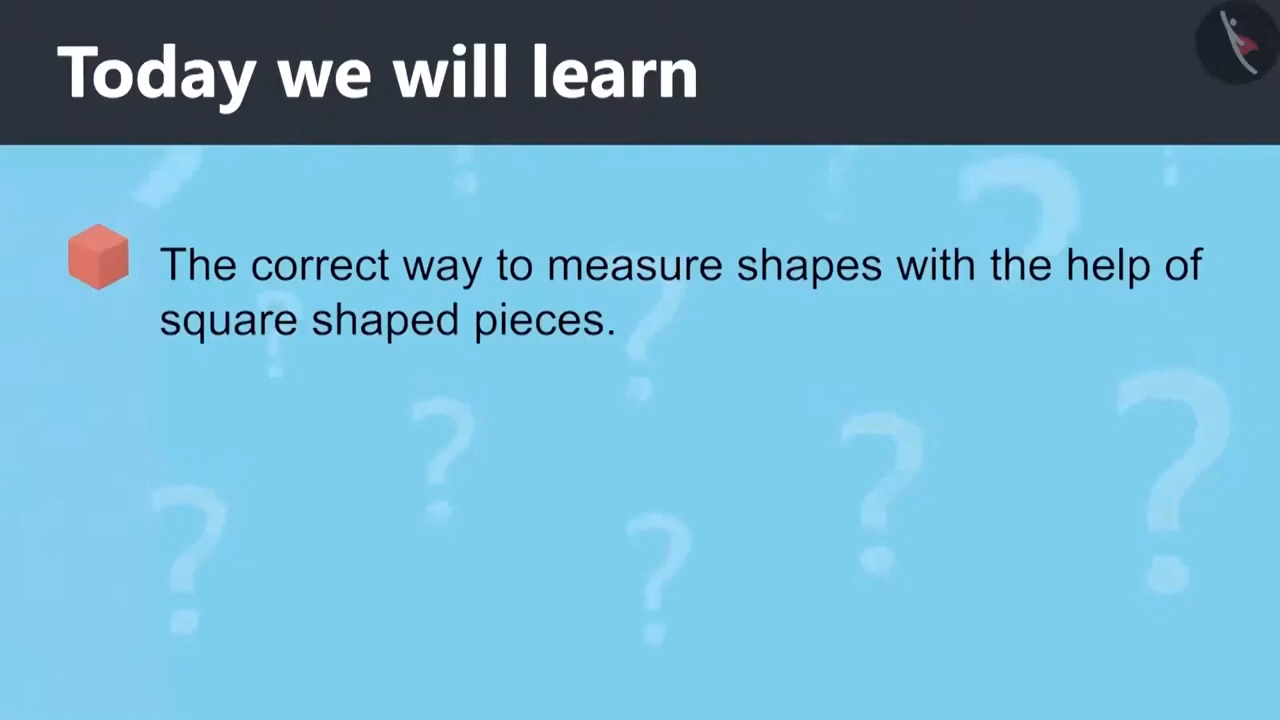 Today we will learn
The correct way to measure shapes with the help of
square shaped pieces.